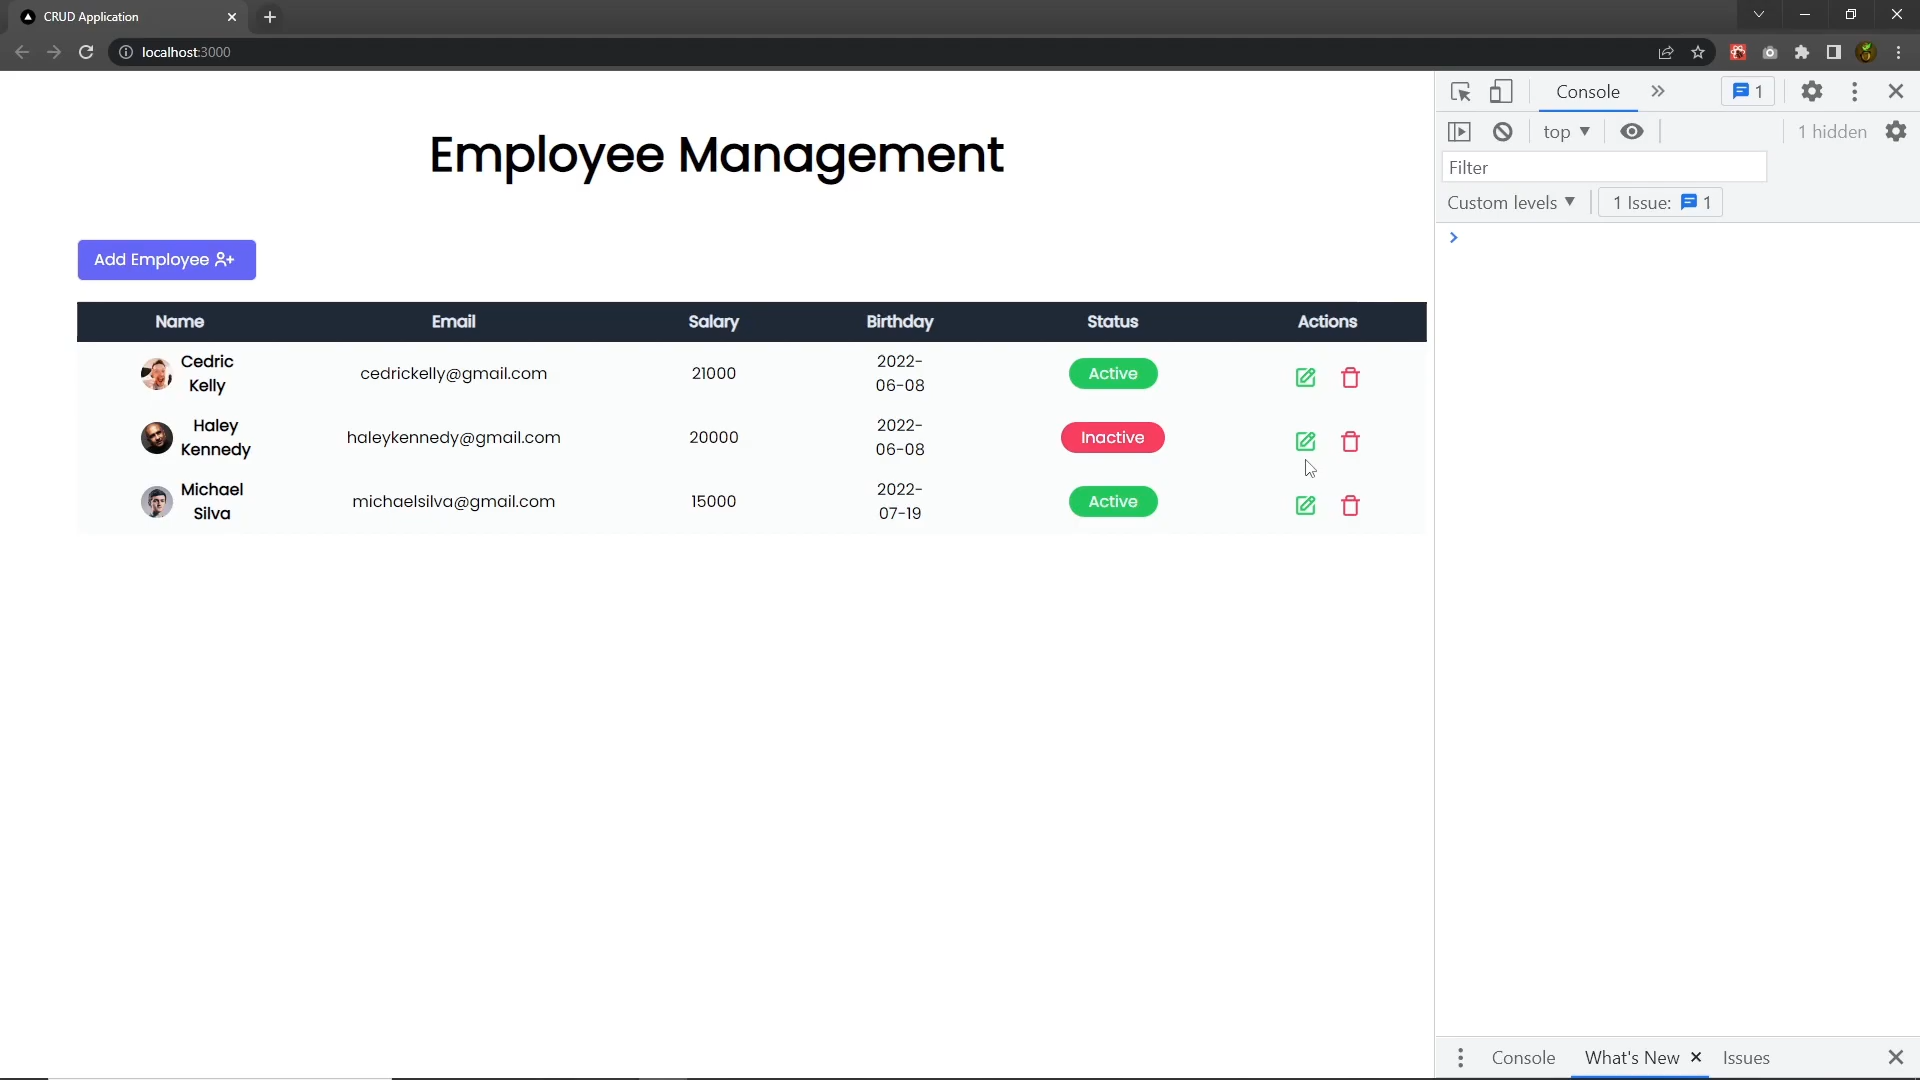 CRUD Application
localhost:3000
Employee Management
Add Employee
Name Email Salary Birthday Status Actions
Cedric
Kelly
cedrickelly@gmail.com 21000
2022-
06-08
Active
Haley
Kennedy
haleykennedy@gmail.com 20000
2022-
06-08
Inactive
Michael
Silva
michaelsilva@gmail.com 15000
2022-
07-19
Active
Console 1
top 1 hidden
Filter
Custom levels 1 Issue: 1
Console What's New Issues